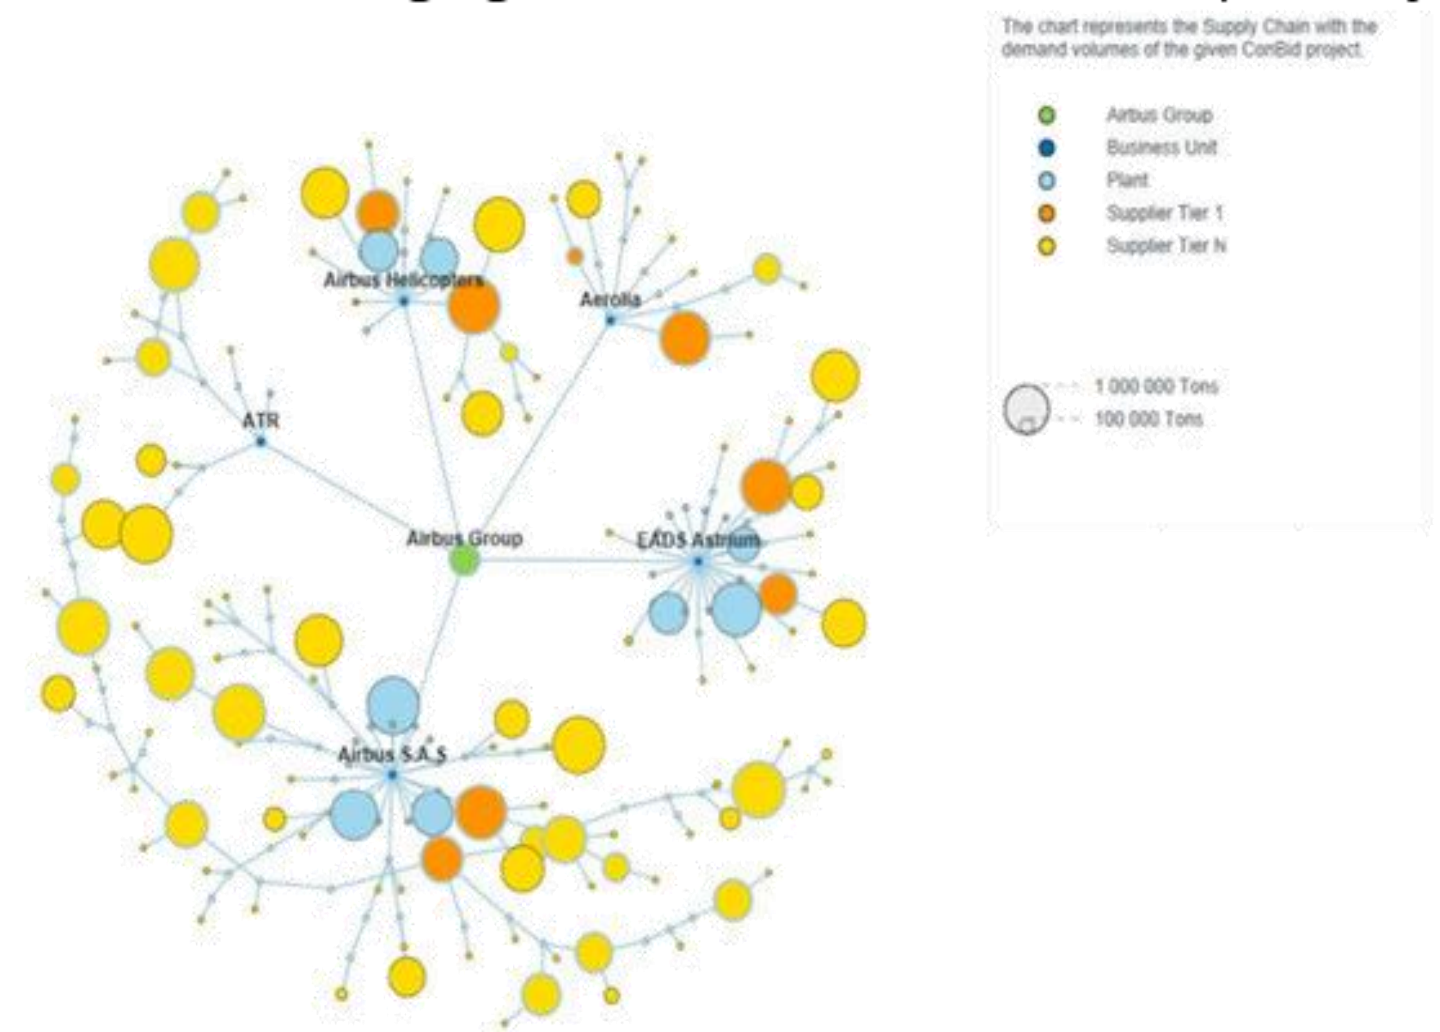 The chart represents the Supply Chain with the
demand volumes of the given ConBid project.
Airbus Group
Business Unit
Plant
Supplier Tier 1
Supplier Tier N
1 000 000 Tons
100 000 Tons
Airbus Helicopters
Aerolia
ATR
Airbus Group
EADS Astrium
Airbus S.A.S